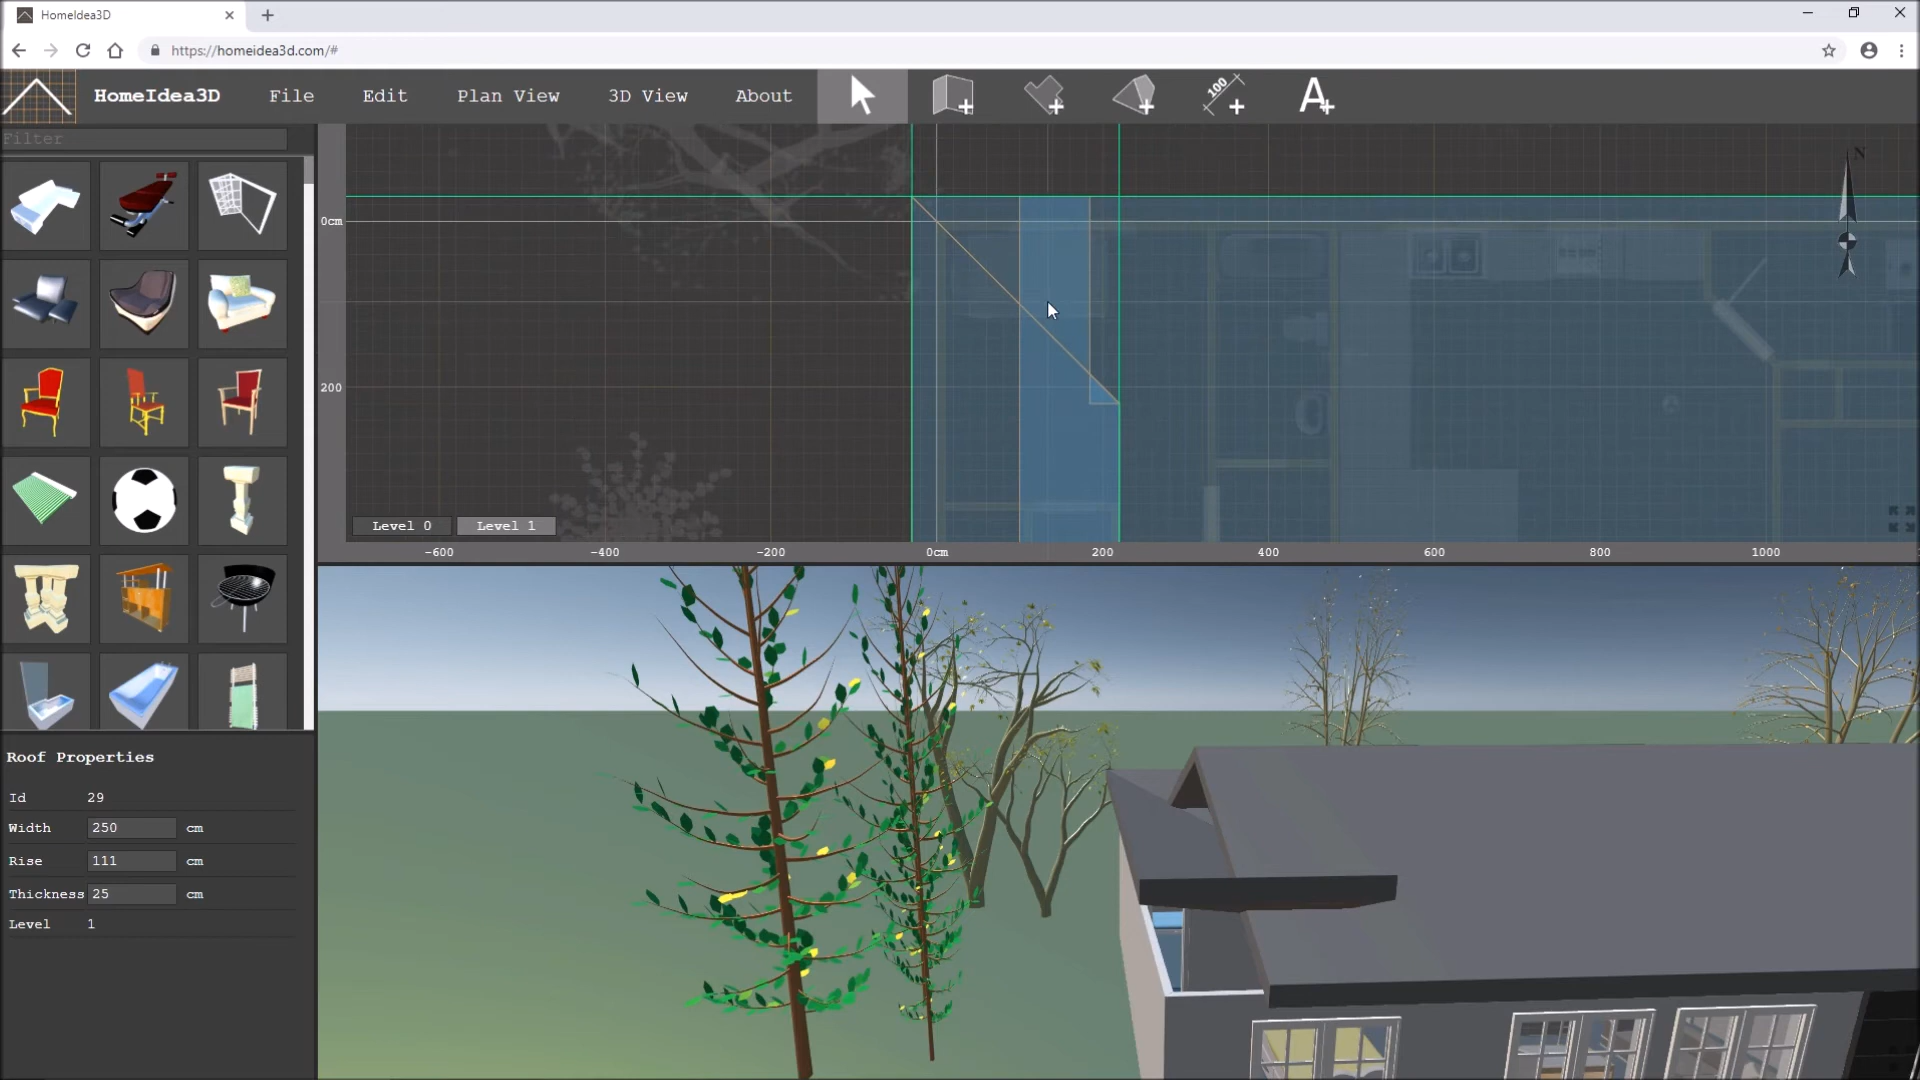 HomeIdea3D
https://homeidea3d.com/#
HomeIdea3D File Edit Plan View 3D View About
100
A
Filter
N
0cm
200
Level 0 Level 1
-600 -400 -200 0cm 200 400 600 800 1000
Roof Properties
Id 29
Width 250 cm
Rise 111 cm
Thickness 25 cm
Level 1